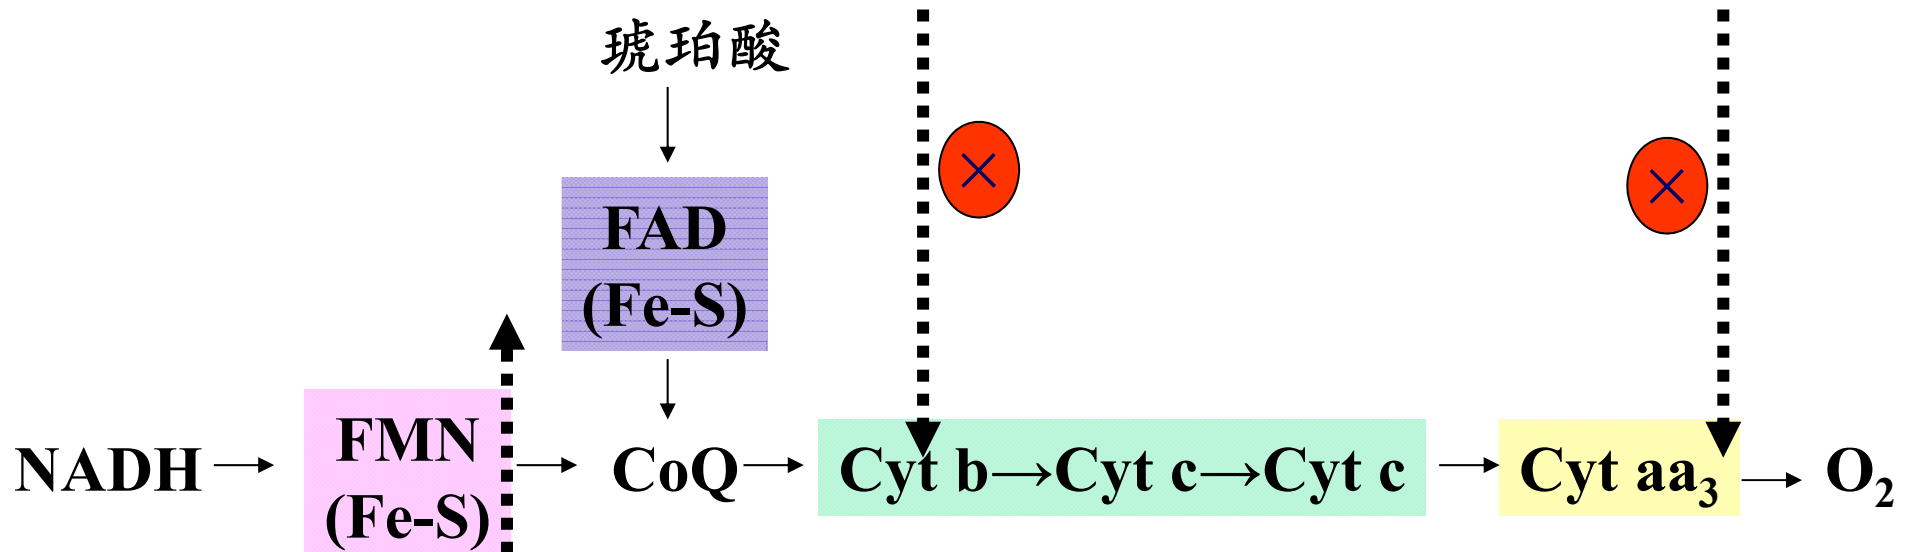 琥珀酸
FAD
(Fe-S)
NADH → FMN
(Fe-S) → CoQ → Cyt b→Cyt c→Cyt c → Cyt aa₃ → O₂